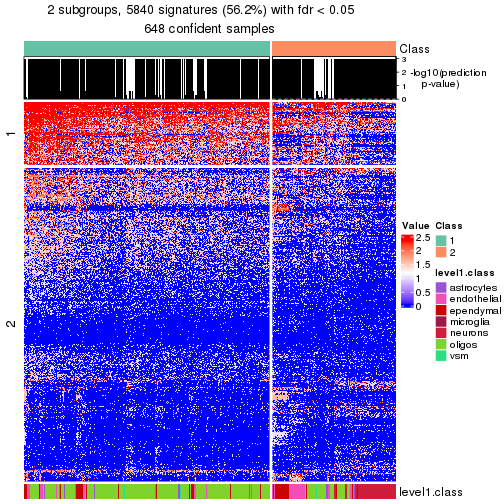 2 subgroups, 5840 signatures (56.2%) with fdr < 0.05
648 confident samples
Class
3
2
1
0
-log10(prediction
p-value)
1
2
Value
2.5
2
1.5
1
0.5
0
Class
1
2
level1.class
astrocytes
endothelial
ependymal
microglia
neurons
oligos
vsm
level1.class